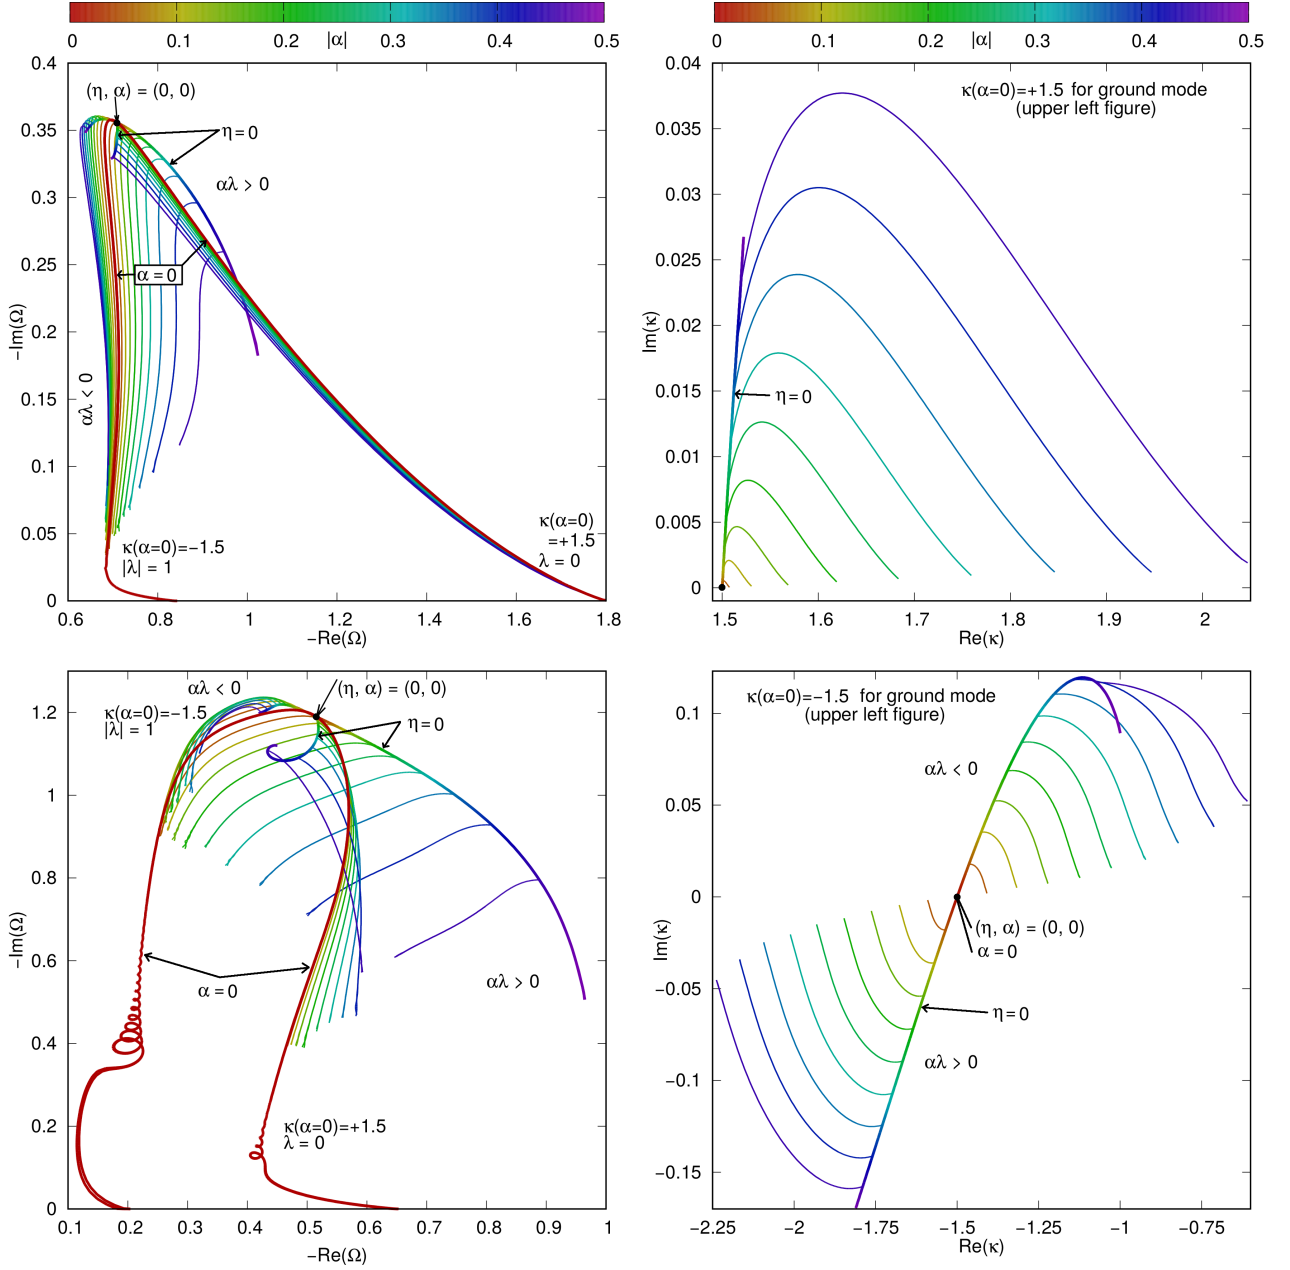 0 0.1 0.2 |α| 0.3 0.4 0.5
0.4
0.35
0.3
0.25
0.2
0.15
0.1
0.05
0
−Im(Ω)
(η, α) = (0, 0)
η = 0
αλ > 0
α = 0
αλ < 0
κ(α=0)=−1.5
|λ| = 1
κ(α=0)
=+1.5
λ = 0
0.6 0.8 1 1.2 1.4 1.6 1.8
−Re(Ω)
0 0.1 0.2 |α| 0.3 0.4 0.5
0.04
0.035
0.03
0.025
0.02
0.015
0.01
0.005
0
Im(κ)
κ(α=0)=+1.5 for ground mode
(upper left figure)
η = 0
1.5 1.6 1.7 1.8 1.9 2
Re(κ)
1.2
1
0.8
0.6
0.4
0.2
0
−Im(Ω)
αλ < 0
(η, α) = (0, 0)
κ(α=0)=−1.5
|λ| = 1
η = 0
αλ > 0
α = 0
κ(α=0)=+1.5
λ = 0
0.1 0.2 0.3 0.4 0.5 0.6 0.7 0.8 0.9 1
−Re(Ω)
0.1
0.05
0
−0.05
−0.1
−0.15
Im(κ)
κ(α=0)=−1.5 for ground mode
(upper left figure)
αλ < 0
(η, α) = (0, 0)
α = 0
η = 0
αλ > 0
−2.25 −2 −1.75 −1.5 −1.25 −1 −0.75
Re(κ)